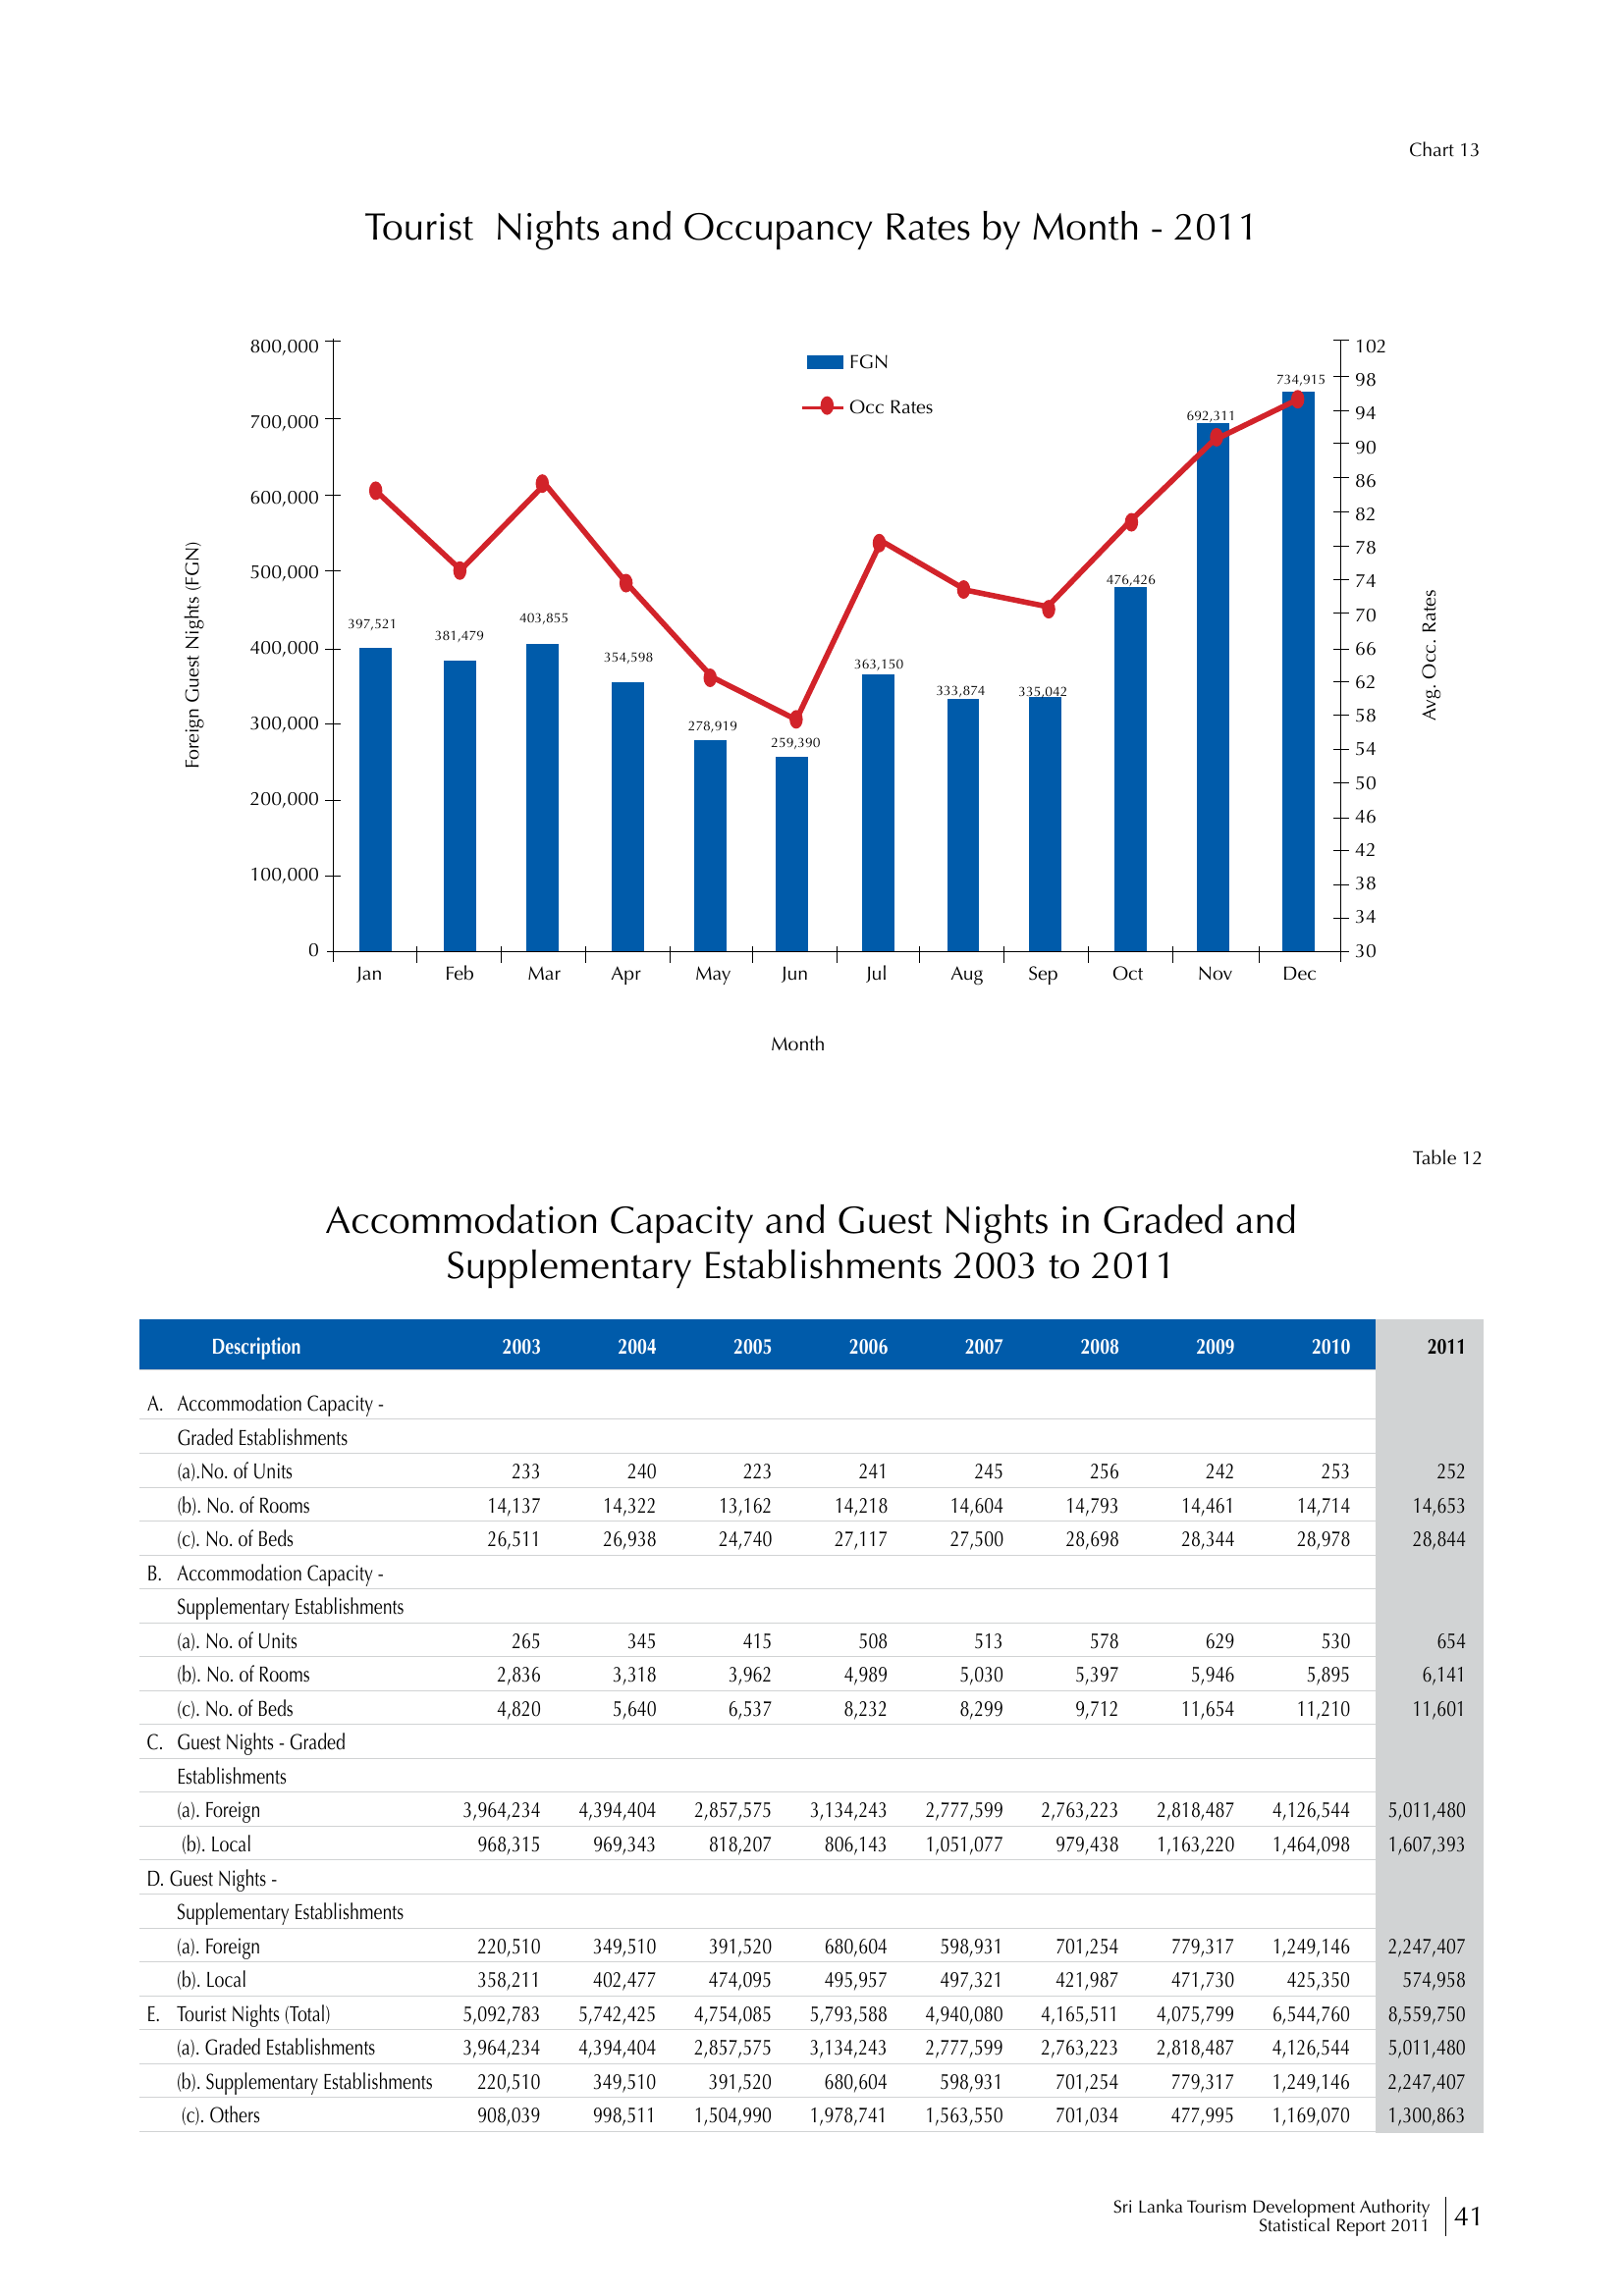 Chart 13
Tourist Nights and Occupancy Rates by Month - 2011
800,000
700,000
600,000
500,000
400,000
300,000
200,000
100,000
0
Foreign Guest Nights (FGN)
FGN
Occ Rates
397,521
381,479
403,855
354,598
278,919
259,390
363,150
333,874
335,042
476,426
692,311
734,915
102
98
94
90
86
82
78
74
70
66
62
58
54
50
46
42
38
34
30
Avg. Occ. Rates
Jan Feb Mar Apr May Jun Jul Aug Sep Oct Nov Dec
Month
Table 12
Accommodation Capacity and Guest Nights in Graded and
Supplementary Establishments 2003 to 2011
Description 2003 2004 2005 2006 2007 2008 2009 2010 2011
A. Accommodation Capacity -
Graded Establishments
(a).No. of Units 233 240 223 241 245 256 242 253 252
(b). No. of Rooms 14,137 14,322 13,162 14,218 14,604 14,793 14,461 14,714 14,653
(c). No. of Beds 26,511 26,938 24,740 27,117 27,500 28,698 28,344 28,978 28,844
B. Accommodation Capacity -
Supplementary Establishments
(a). No. of Units 265 345 415 508 513 578 629 530 654
(b). No. of Rooms 2,836 3,318 3,962 4,989 5,030 5,397 5,946 5,895 6,141
(c). No. of Beds 4,820 5,640 6,537 8,232 8,299 9,712 11,654 11,210 11,601
C. Guest Nights - Graded
Establishments
(a). Foreign 3,964,234 4,394,404 2,857,575 3,134,243 2,777,599 2,763,223 2,818,487 4,126,544 5,011,480
(b). Local 968,315 969,343 818,207 806,143 1,051,077 979,438 1,163,220 1,464,098 1,607,393
D. Guest Nights -
Supplementary Establishments
(a). Foreign 220,510 349,510 391,520 680,604 598,931 701,254 779,317 1,249,146 2,247,407
(b). Local 358,211 402,477 474,095 495,957 497,321 421,987 471,730 425,350 574,958
E. Tourist Nights (Total) 5,092,783 5,742,425 4,754,085 5,793,588 4,940,080 4,165,511 4,075,799 6,544,760 8,559,750
(a). Graded Establishments 3,964,234 4,394,404 2,857,575 3,134,243 2,777,599 2,763,223 2,818,487 4,126,544 5,011,480
(b). Supplementary Establishments 220,510 349,510 391,520 680,604 598,931 701,254 779,317 1,249,146 2,247,407
(c). Others 908,039 998,511 1,504,990 1,978,741 1,563,550 701,034 477,995 1,169,070 1,300,863
Sri Lanka Tourism Development Authority
Statistical Report 2011
41